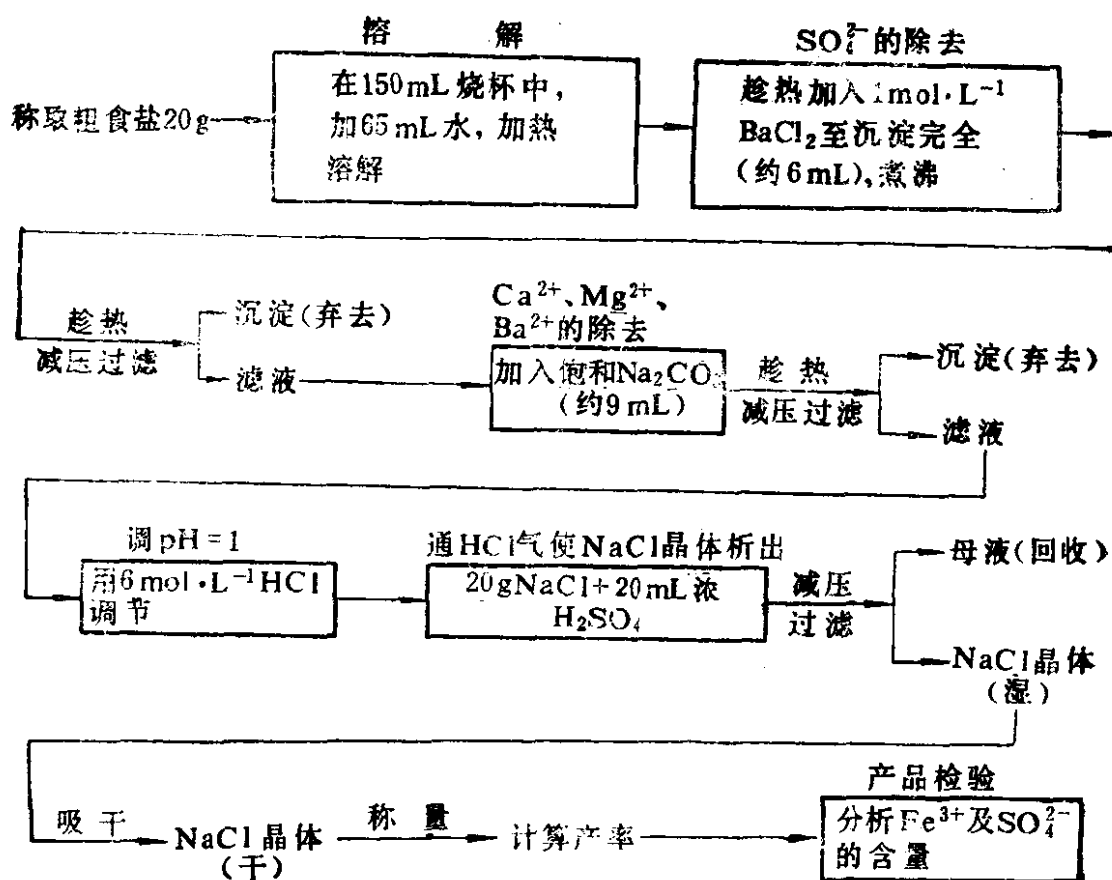 溶 解
SO₄²⁻的除去
称取粗食盐20g
在150mL烧杯中,
加65mL水,加热
溶解
趁热加入1mol·L⁻¹
BaCl₂至沉淀完全
(约6mL),煮沸
趁热
减压过滤
沉淀(弃去)
滤液
Ca²⁺、Mg²⁺、
Ba²⁺的除去
加入饱和Na₂CO₃
(约9mL)
趁热
减压过滤
沉淀(弃去)
滤液
调pH=1
用6mol·L⁻¹HCl
调节
通HCl气使NaCl晶体析出
20gNaCl+20mL浓
H₂SO₄
减压
过滤
母液(回收)
NaCl晶体
(湿)
吸干
NaCl晶体
(干)
称量
计算产率
产品检验
分析Fe³⁺及SO₄²⁻
的含量